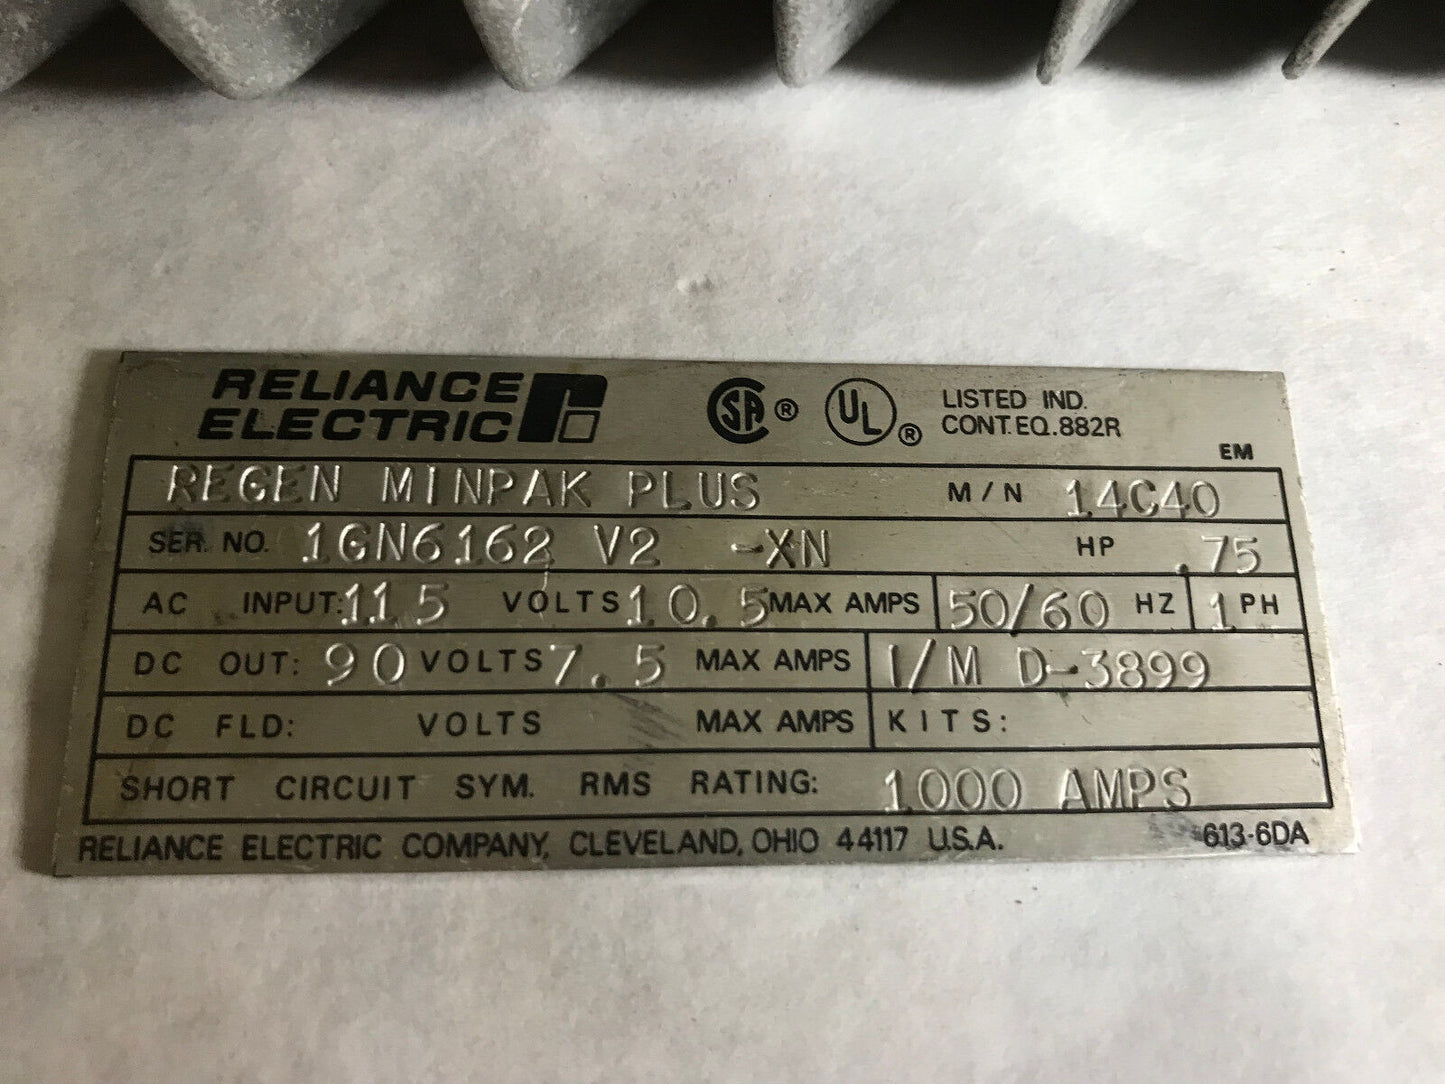 RELIANCE
ELECTRIC
SA ® UL ® LISTED IND.
CONT. EQ. 882R
EM
REGEN MINPAK PLUS M/N 14C40
SER. NO. 1GN6162 V2 -XN HP .75
AC INPUT: 115 VOLTS 10.5 MAX AMPS 50/60 HZ 1 PH
DC OUT: 90 VOLTS 7.5 MAX AMPS I/M D-3899
DC FLD: VOLTS MAX AMPS KITS:
SHORT CIRCUIT SYM. RMS RATING: 1000 AMPS
RELIANCE ELECTRIC COMPANY, CLEVELAND, OHIO 44117 U.S.A. 613-6DA